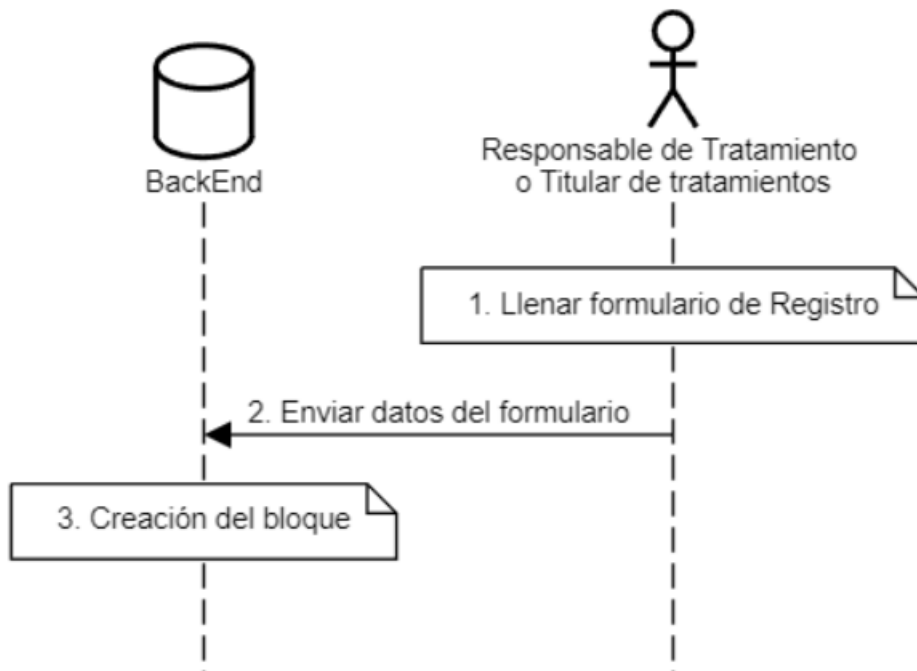 BackEnd
Responsable de Tratamiento
o Titular de tratamientos
1. Llenar formulario de Registro
2. Enviar datos del formulario
3. Creación del bloque